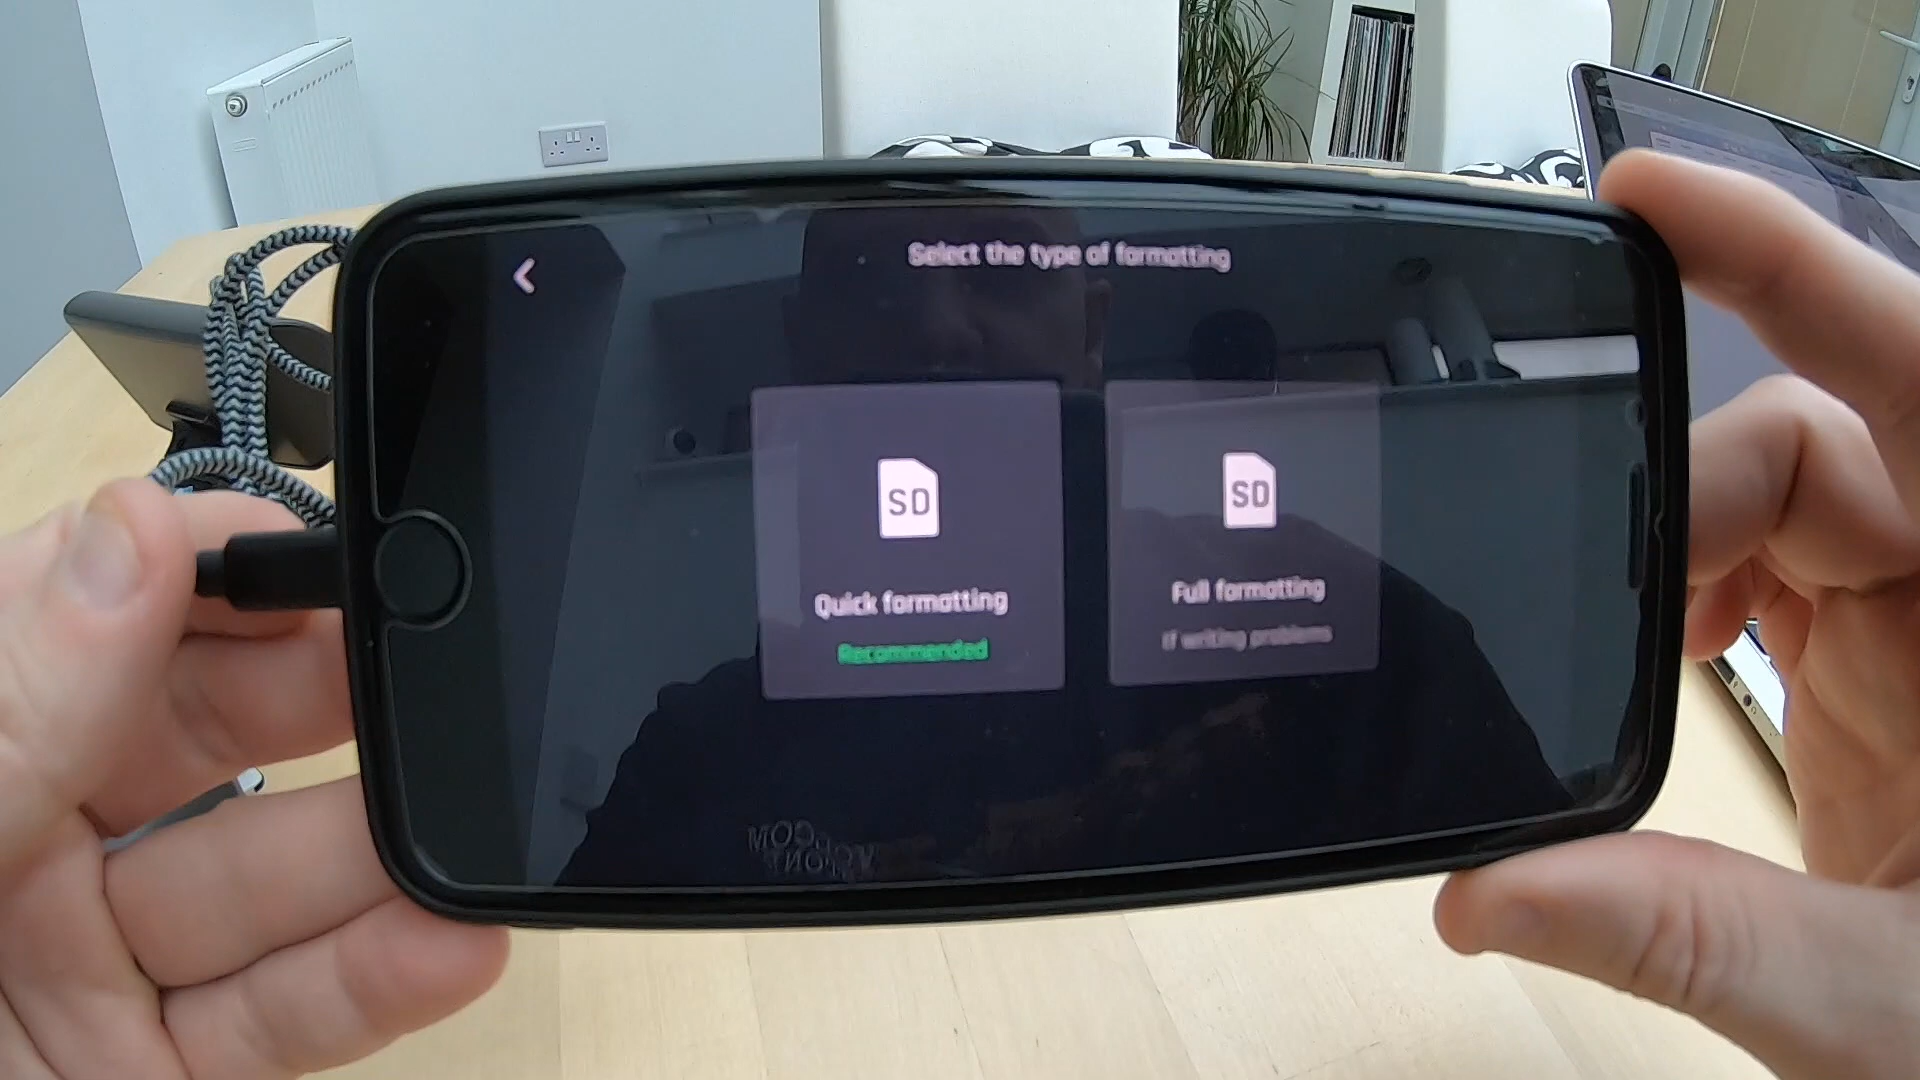 Select the type of formatting
SD
Quick formatting
Recommended
SD
Full formatting
If writing problems